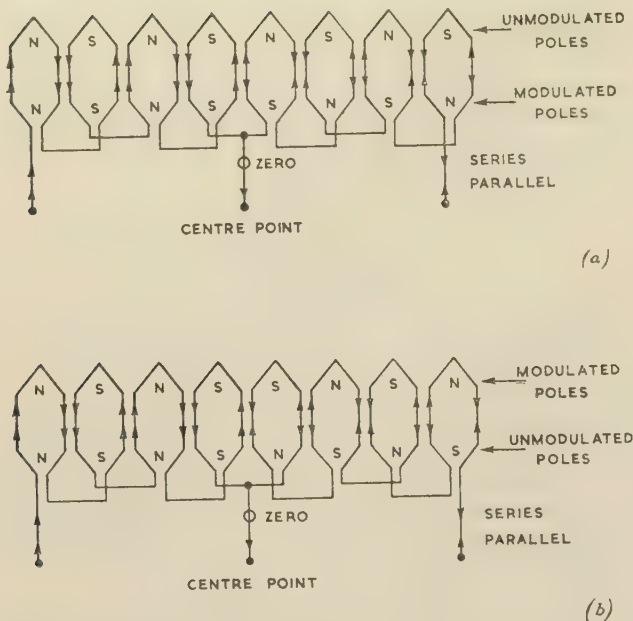 N S N S N S N S
UNMODULATED
POLES
N S N S S N S N
MODULATED
POLES
ZERO
SERIES
PARALLEL
CENTRE POINT
(a)
N S N S S N S N
MODULATED
POLES
N S N S N S N S
UNMODULATED
POLES
ZERO
SERIES
PARALLEL
CENTRE POINT
(b)